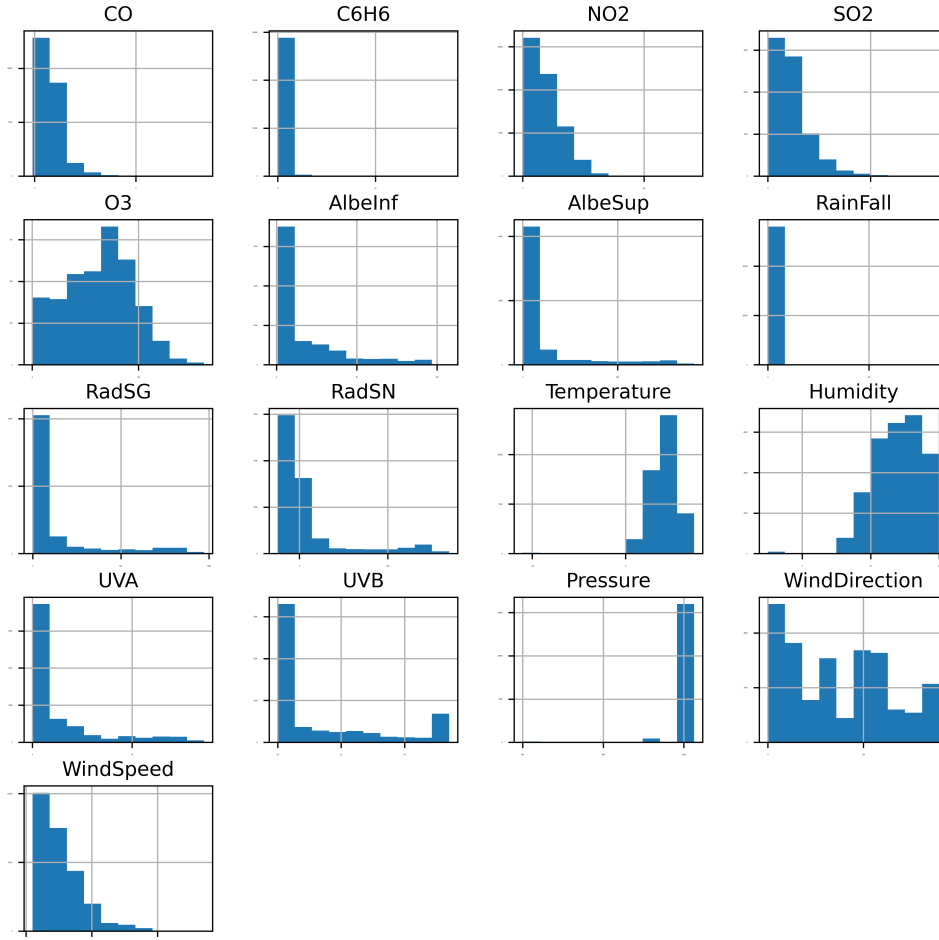 CO
C6H6
NO2
SO2
O3
AlbeInf
AlbeSup
RainFall
RadSG
RadSN
Temperature
Humidity
UVA
UVB
Pressure
WindDirection
WindSpeed